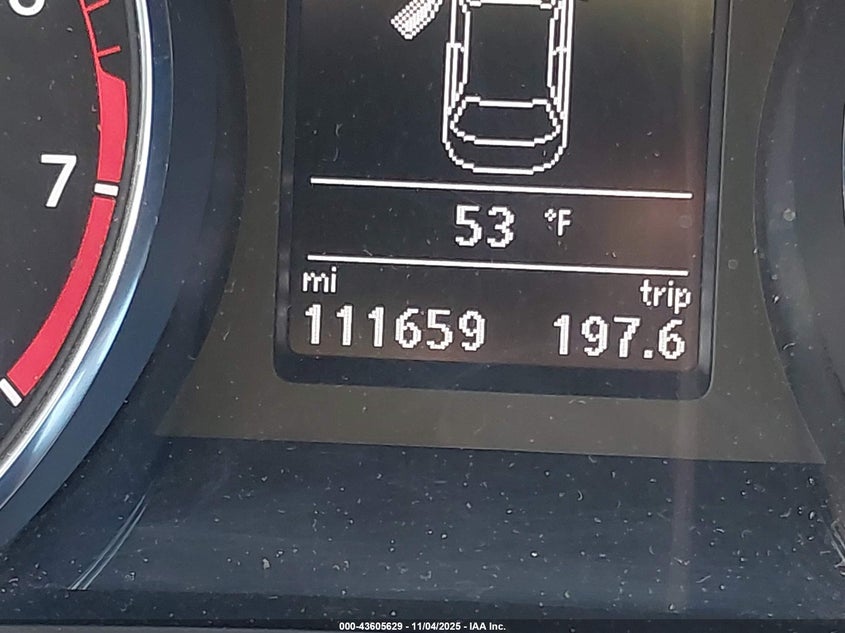 7
53 °F
mi trip
111659 197.6
000-43605629 - 11/04/2025 - IAA Inc.